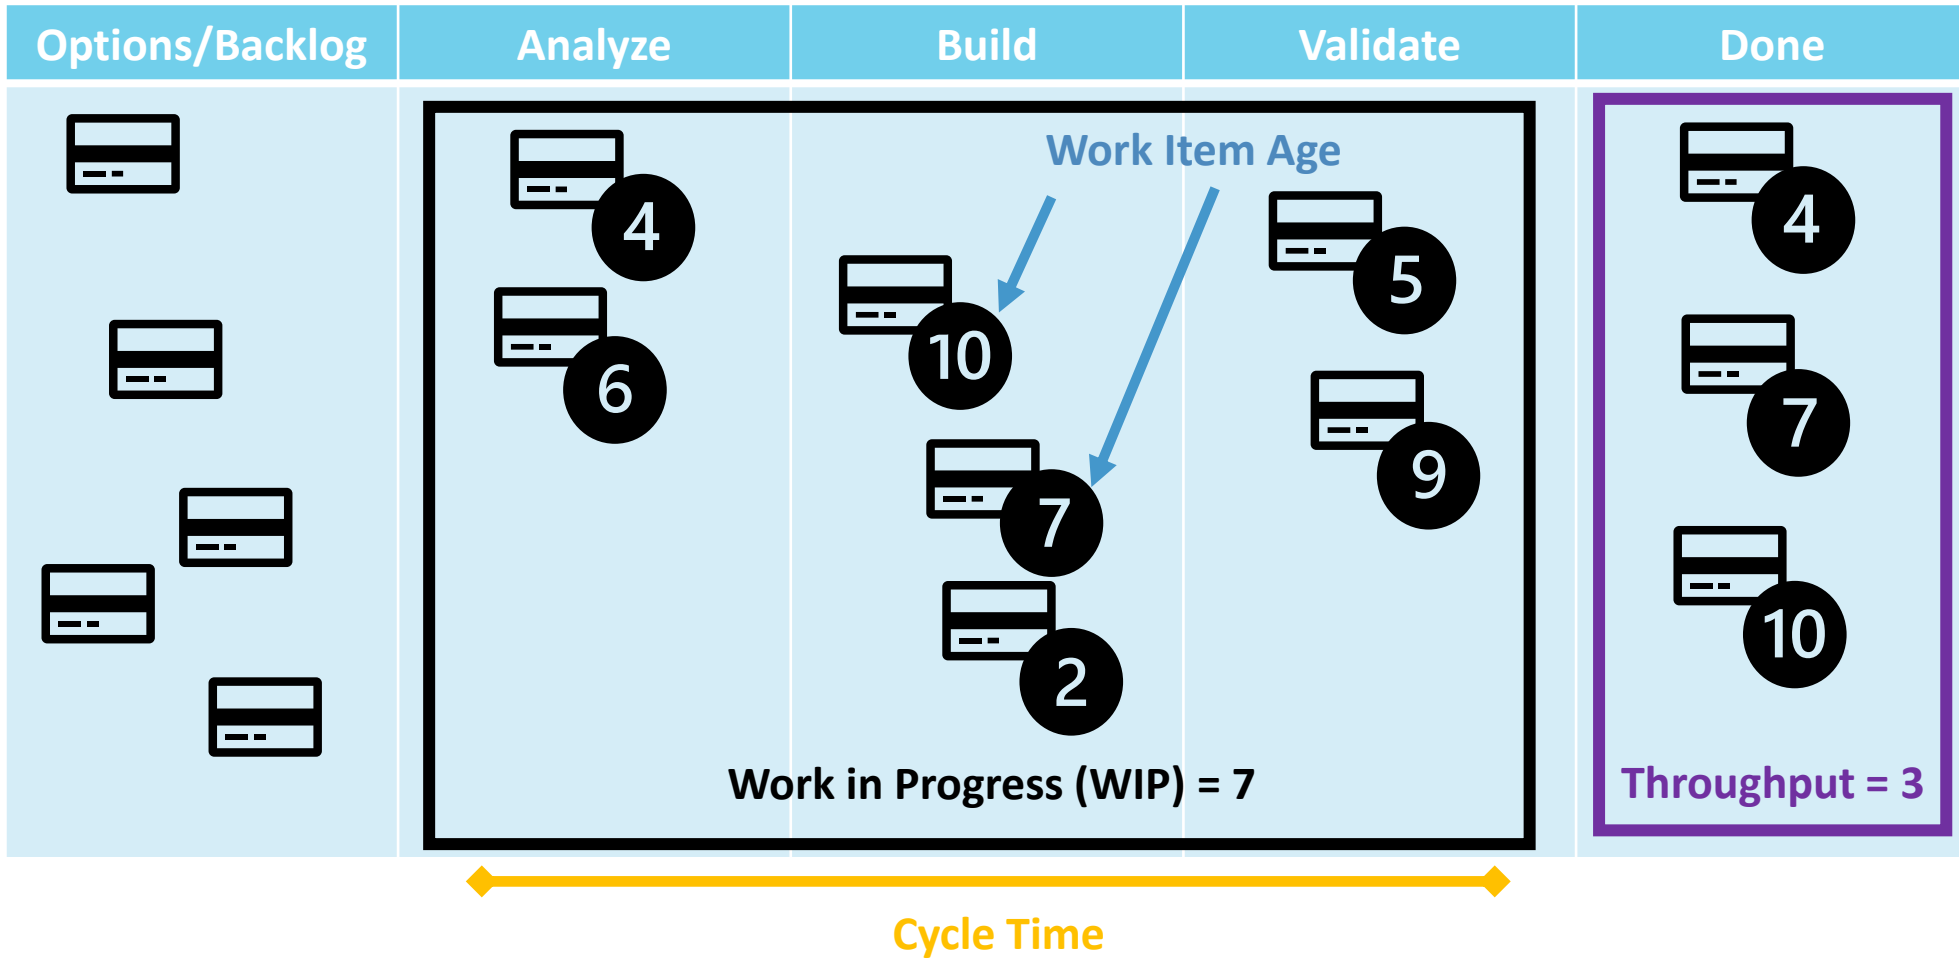 Options/Backlog
Analyze
Build
Validate
Done
Work Item Age
4
6
10
7
2
5
9
4
7
10
Work in Progress (WIP) = 7
Throughput = 3
Cycle Time